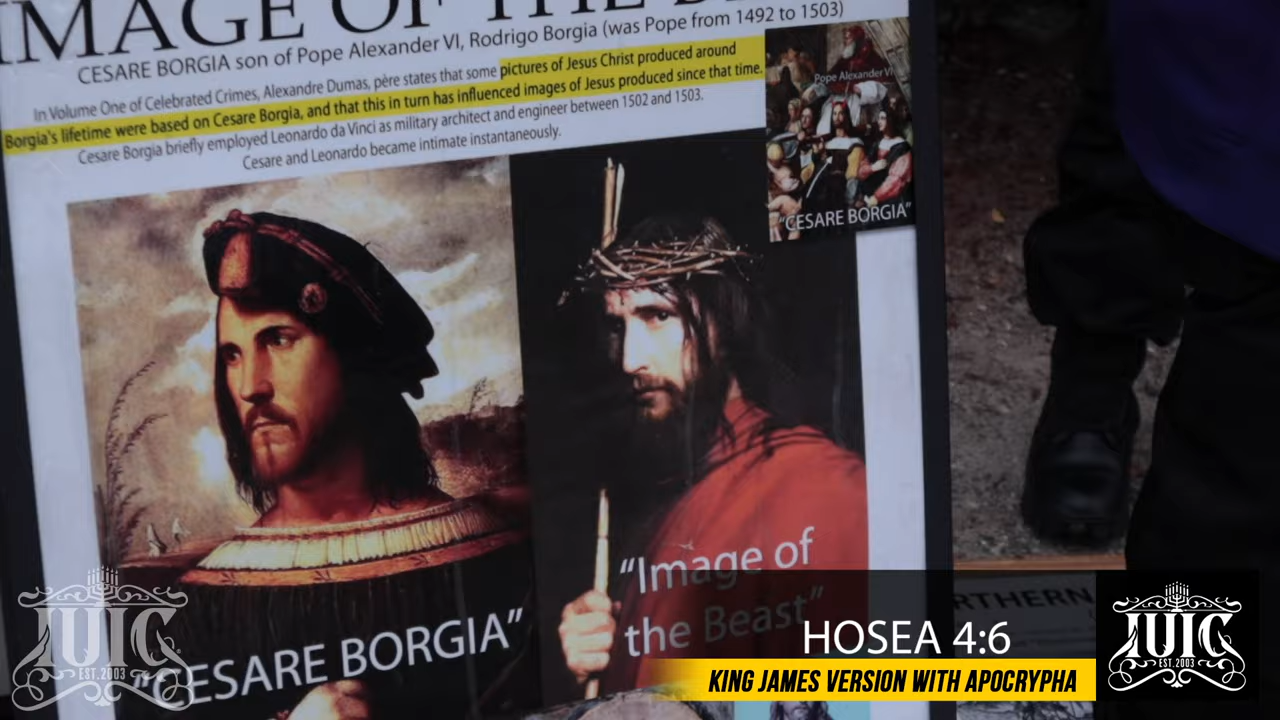 IMAGE OF THE
CESARE BORGIA son of Pope Alexander VI, Rodrigo Borgia (was Pope from 1492 to 1503)
In Volume One of Celebrated Crimes, Alexandre Dumas, père states that some pictures of Jesus Christ produced around
Borgia's lifetime were based on Cesare Borgia, and that this in turn has influenced images of Jesus produced since that time.
Cesare Borgia briefly employed Leonardo da Vinci as military architect and engineer between 1502 and 1503.
Cesare and Leonardo became intimate instantaneously.
Pope Alexander VI
"CESARE BORGIA"
"CESARE BORGIA"
"Image of
the Beast"
RTHERN
HOSEA 4:6
KING JAMES VERSION WITH APOCRYPHA
IUIC
EST. 2003
IUIC
EST. 2003